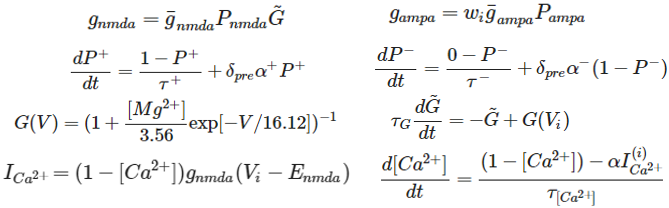 $g_{nmda} = \bar{g}_{nmda} P_{nmda} \tilde{G}$
$g_{ampa} = w_i \bar{g}_{ampa} P_{ampa}$
$\frac{dP^+}{dt} = \frac{1 - P^+}{\tau^+} + \delta_{pre} \alpha^+ P^+$
$\frac{dP^-}{dt} = \frac{0 - P^-}{\tau^-} + \delta_{pre} \alpha^- (1 - P^-)$
$G(V) = (1 + \frac{[Mg^{2+}]}{3.56} \exp[-V/16.12])^{-1}$
$\tau_G \frac{d\tilde{G}}{dt} = -\tilde{G} + G(V_i)$
$I_{Ca^{2+}} = (1 - [Ca^{2+}]) g_{nmda} (V_i - E_{nmda})$
$\frac{d[Ca^{2+}]}{dt} = \frac{(1 - [Ca^{2+}]) - \alpha I_{Ca^{2+}}^{(i)}}{\tau_{[Ca^{2+}]}}$